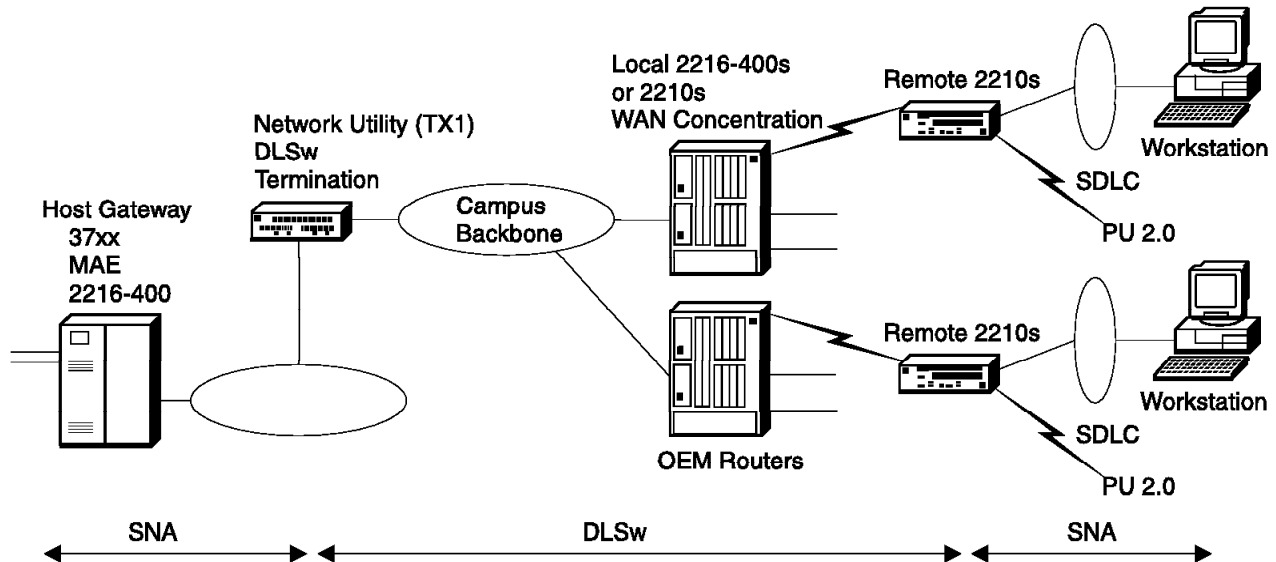 Local 2216-400s
or 2210s
WAN Concentration
Remote 2210s
Workstation
Network Utility (TX1)
DLSw
Termination
SDLC
Host Gateway
37xx
MAE
2216-400
Campus
Backbone
PU 2.0
Remote 2210s
Workstation
SDLC
OEM Routers
PU 2.0
SNA
DLSw
SNA